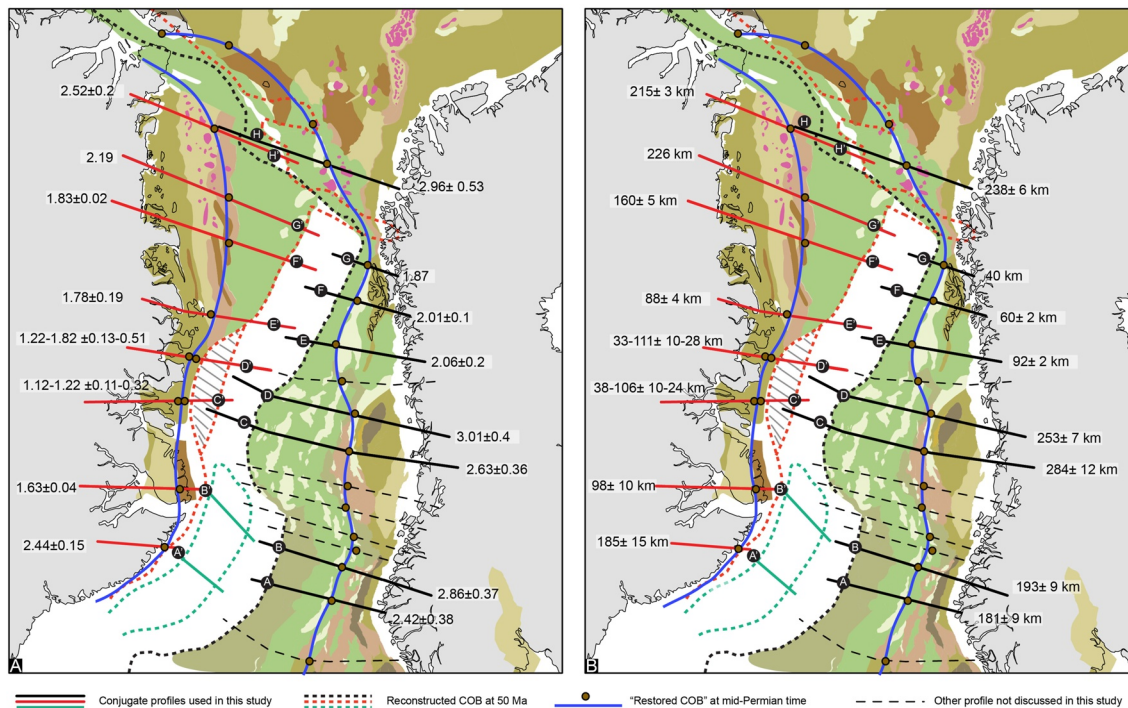 2.52±0.2
2.19
1.83±0.02
1.78±0.19
1.22-1.82 ±0.13-0.51
1.12-1.22 ±0.11-0.32
1.63±0.04
2.44±0.15
H
H'
G
F
E
D'
C'
B'
A'
G
F
E
D
C
B
A
2.96± 0.53
1.87
2.01±0.1
2.06±0.2
3.01±0.4
2.63±0.36
2.86±0.37
2.42±0.38
A
215± 3 km
226 km
160± 5 km
88± 4 km
33-111± 10-28 km
38-106± 10-24 km
98± 10 km
185± 15 km
H
H'
G
F
E
D'
C'
B'
A'
G
F
E
D
C
B
A
238± 6 km
40 km
60± 2 km
92± 2 km
253± 7 km
284± 12 km
193± 9 km
181± 9 km
B
Conjugate profiles used in this study
Reconstructed COB at 50 Ma
“Restored COB” at mid-Permian time
Other profile not discussed in this study